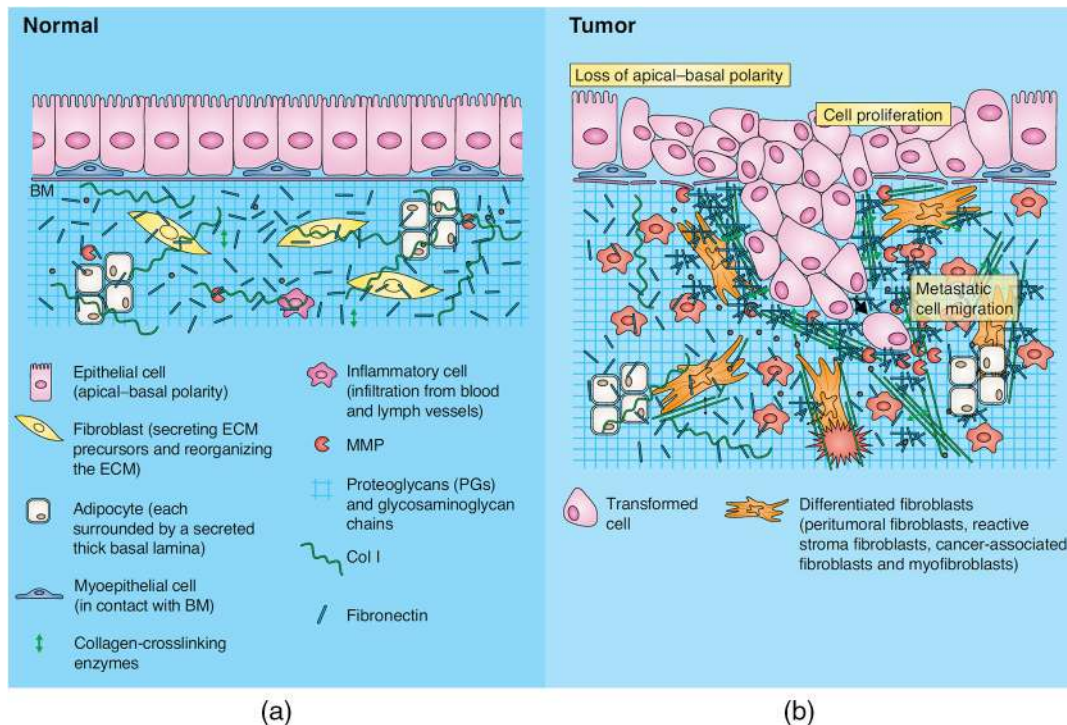 Normal
BM
Epithelial cell
(apical–basal polarity)
Fibroblast (secreting ECM
precursors and reorganizing
the ECM)
Adipocyte (each
surrounded by a secreted
thick basal lamina)
Myoepithelial cell
(in contact with BM)
Collagen-crosslinking
enzymes
Inflammatory cell
(infiltration from blood
and lymph vessels)
MMP
Proteoglycans (PGs)
and glycosaminoglycan
chains
Col I
Fibronectin
(a)
Tumor
Loss of apical–basal polarity
Cell proliferation
Metastatic
cell migration
Transformed
cell
Differentiated fibroblasts
(peritumoral fibroblasts, reactive
stroma fibroblasts, cancer-associated
fibroblasts and myofibroblasts)
(b)